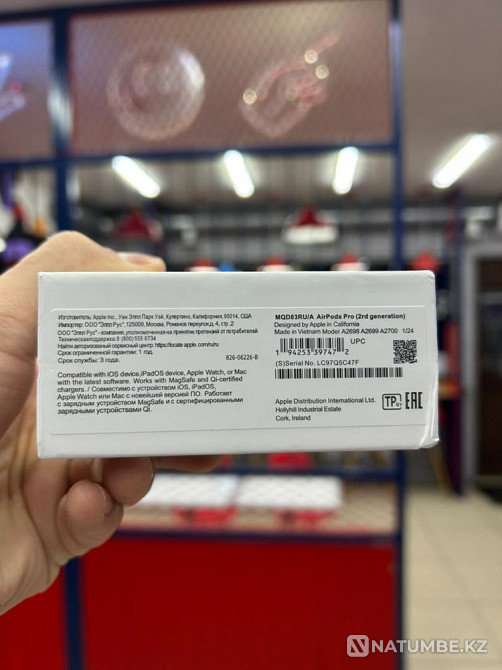 Изготовитель: Apple Inc., Уан Эппл Парк Уэй, Купертино, Калифорния, 95014, США
Импортер: ООО "Эппл Рус". 125009, Москва, Романов переулок д. 4, стр. 2
ООО "Эппл Рус" - компания, уполномоченная на принятие претензий от потребителей
Техническая поддержка: 8 (800) 555 6734
Найти авторизованный сервисный центр: https://locate.apple.com/ru/ru
Срок ограниченной гарантии: 1 год.
Срок службы: 3 года.
826-06226-B
Compatible with iOS device, iPadOS device, Apple Watch, or Mac
with the latest software. Works with MagSafe and Qi-certified
chargers. / Совместимо с устройством iOS, iPadOS,
Apple Watch или Mac с новейшей версией ПО. Работает
с зарядным устройством MagSafe и с сертифицированными
зарядными устройствами Qi.
MQD83RU/A AirPods Pro (2rd generation)
Designed by Apple in California
Made in Vietnam Model A2698 A2699 A2700 1/24
UPC
1 94253 39747 2
(S)Serial No. LC97Q5C47F
Apple Distribution International Ltd.
Hollyhill Industrial Estate
Cork, Ireland
TP BY EAC
NATUMBE.KZ